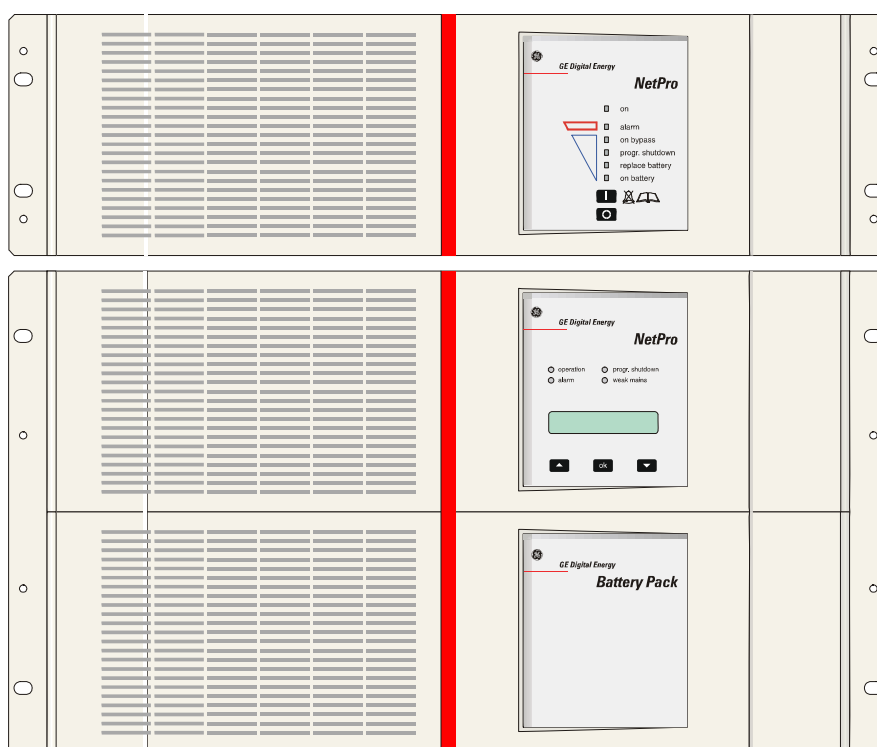 GE Digital Energy
NetPro
on
alarm
on bypass
progr. shutdown
replace battery
on battery
GE Digital Energy
NetPro
operation progr. shutdown
alarm weak mains
ok
GE Digital Energy
Battery Pack